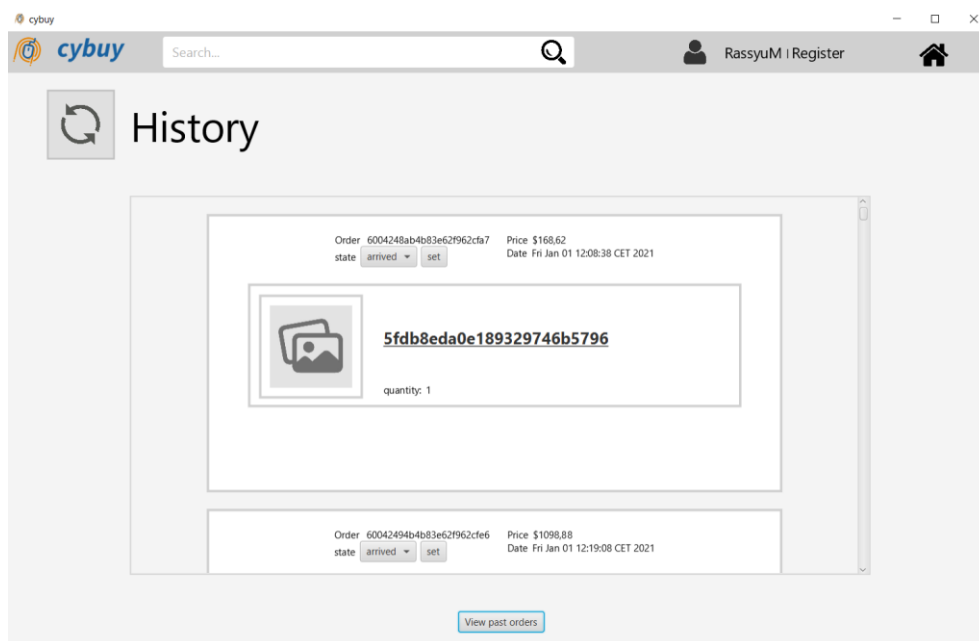 cybuy
cybuy
Search...
RassyuM | Register
History
Order 6004248ab4b83e62f962cfa7 Price $168,62
state arrived set Date Fri Jan 01 12:08:38 CET 2021
5fdb8eda0e189329746b5796
quantity: 1
Order 60042494b4b83e62f962cfe6 Price $1098,88
state arrived set Date Fri Jan 01 12:19:08 CET 2021
View past orders